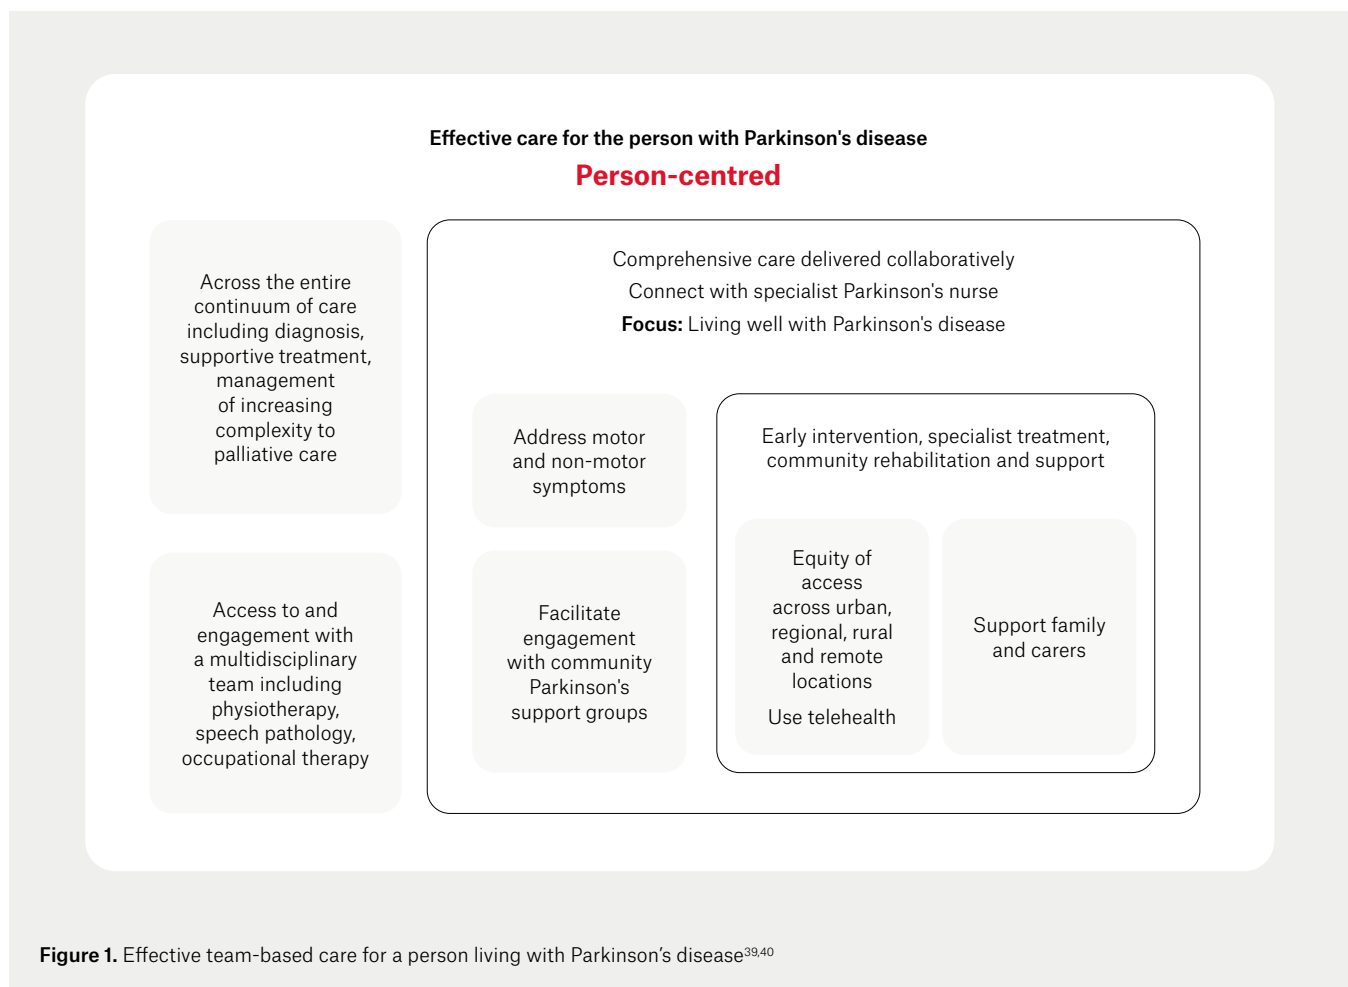 Effective care for the person with Parkinson's disease
Person-centred
Across the entire
continuum of care
including diagnosis,
supportive treatment,
management
of increasing
complexity to
palliative care
Access to and
engagement with
a multidisciplinary
team including
physiotherapy,
speech pathology,
occupational therapy
Comprehensive care delivered collaboratively
Connect with specialist Parkinson's nurse
Focus: Living well with Parkinson's disease
Address motor
and non-motor
symptoms
Facilitate
engagement
with community
Parkinson's
support groups
Early intervention, specialist treatment,
community rehabilitation and support
Equity of
access
across urban,
regional, rural
and remote
locations
Use telehealth
Support family
and carers
Figure 1. Effective team-based care for a person living with Parkinson’s disease39,40